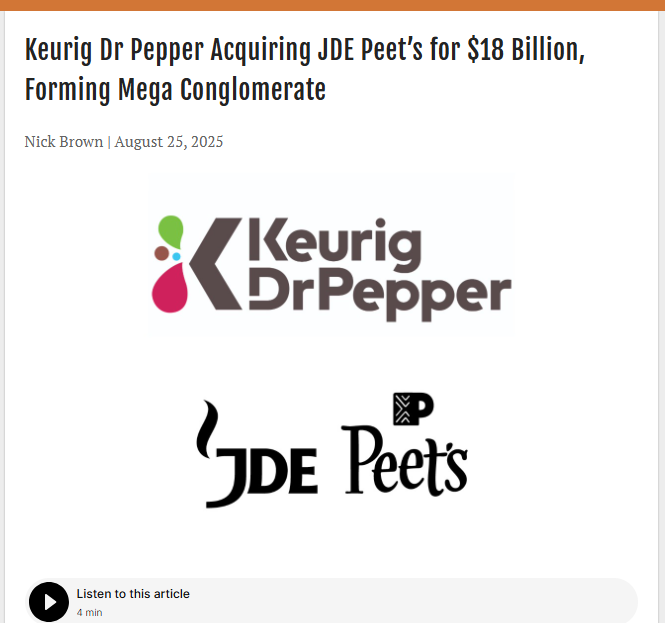 Keurig Dr Pepper Acquiring JDE Peet’s for $18 Billion,
Forming Mega Conglomerate
Nick Brown | August 25, 2025
Keurig
DrPepper
P
JDE Peet's
Listen to this article
4 min